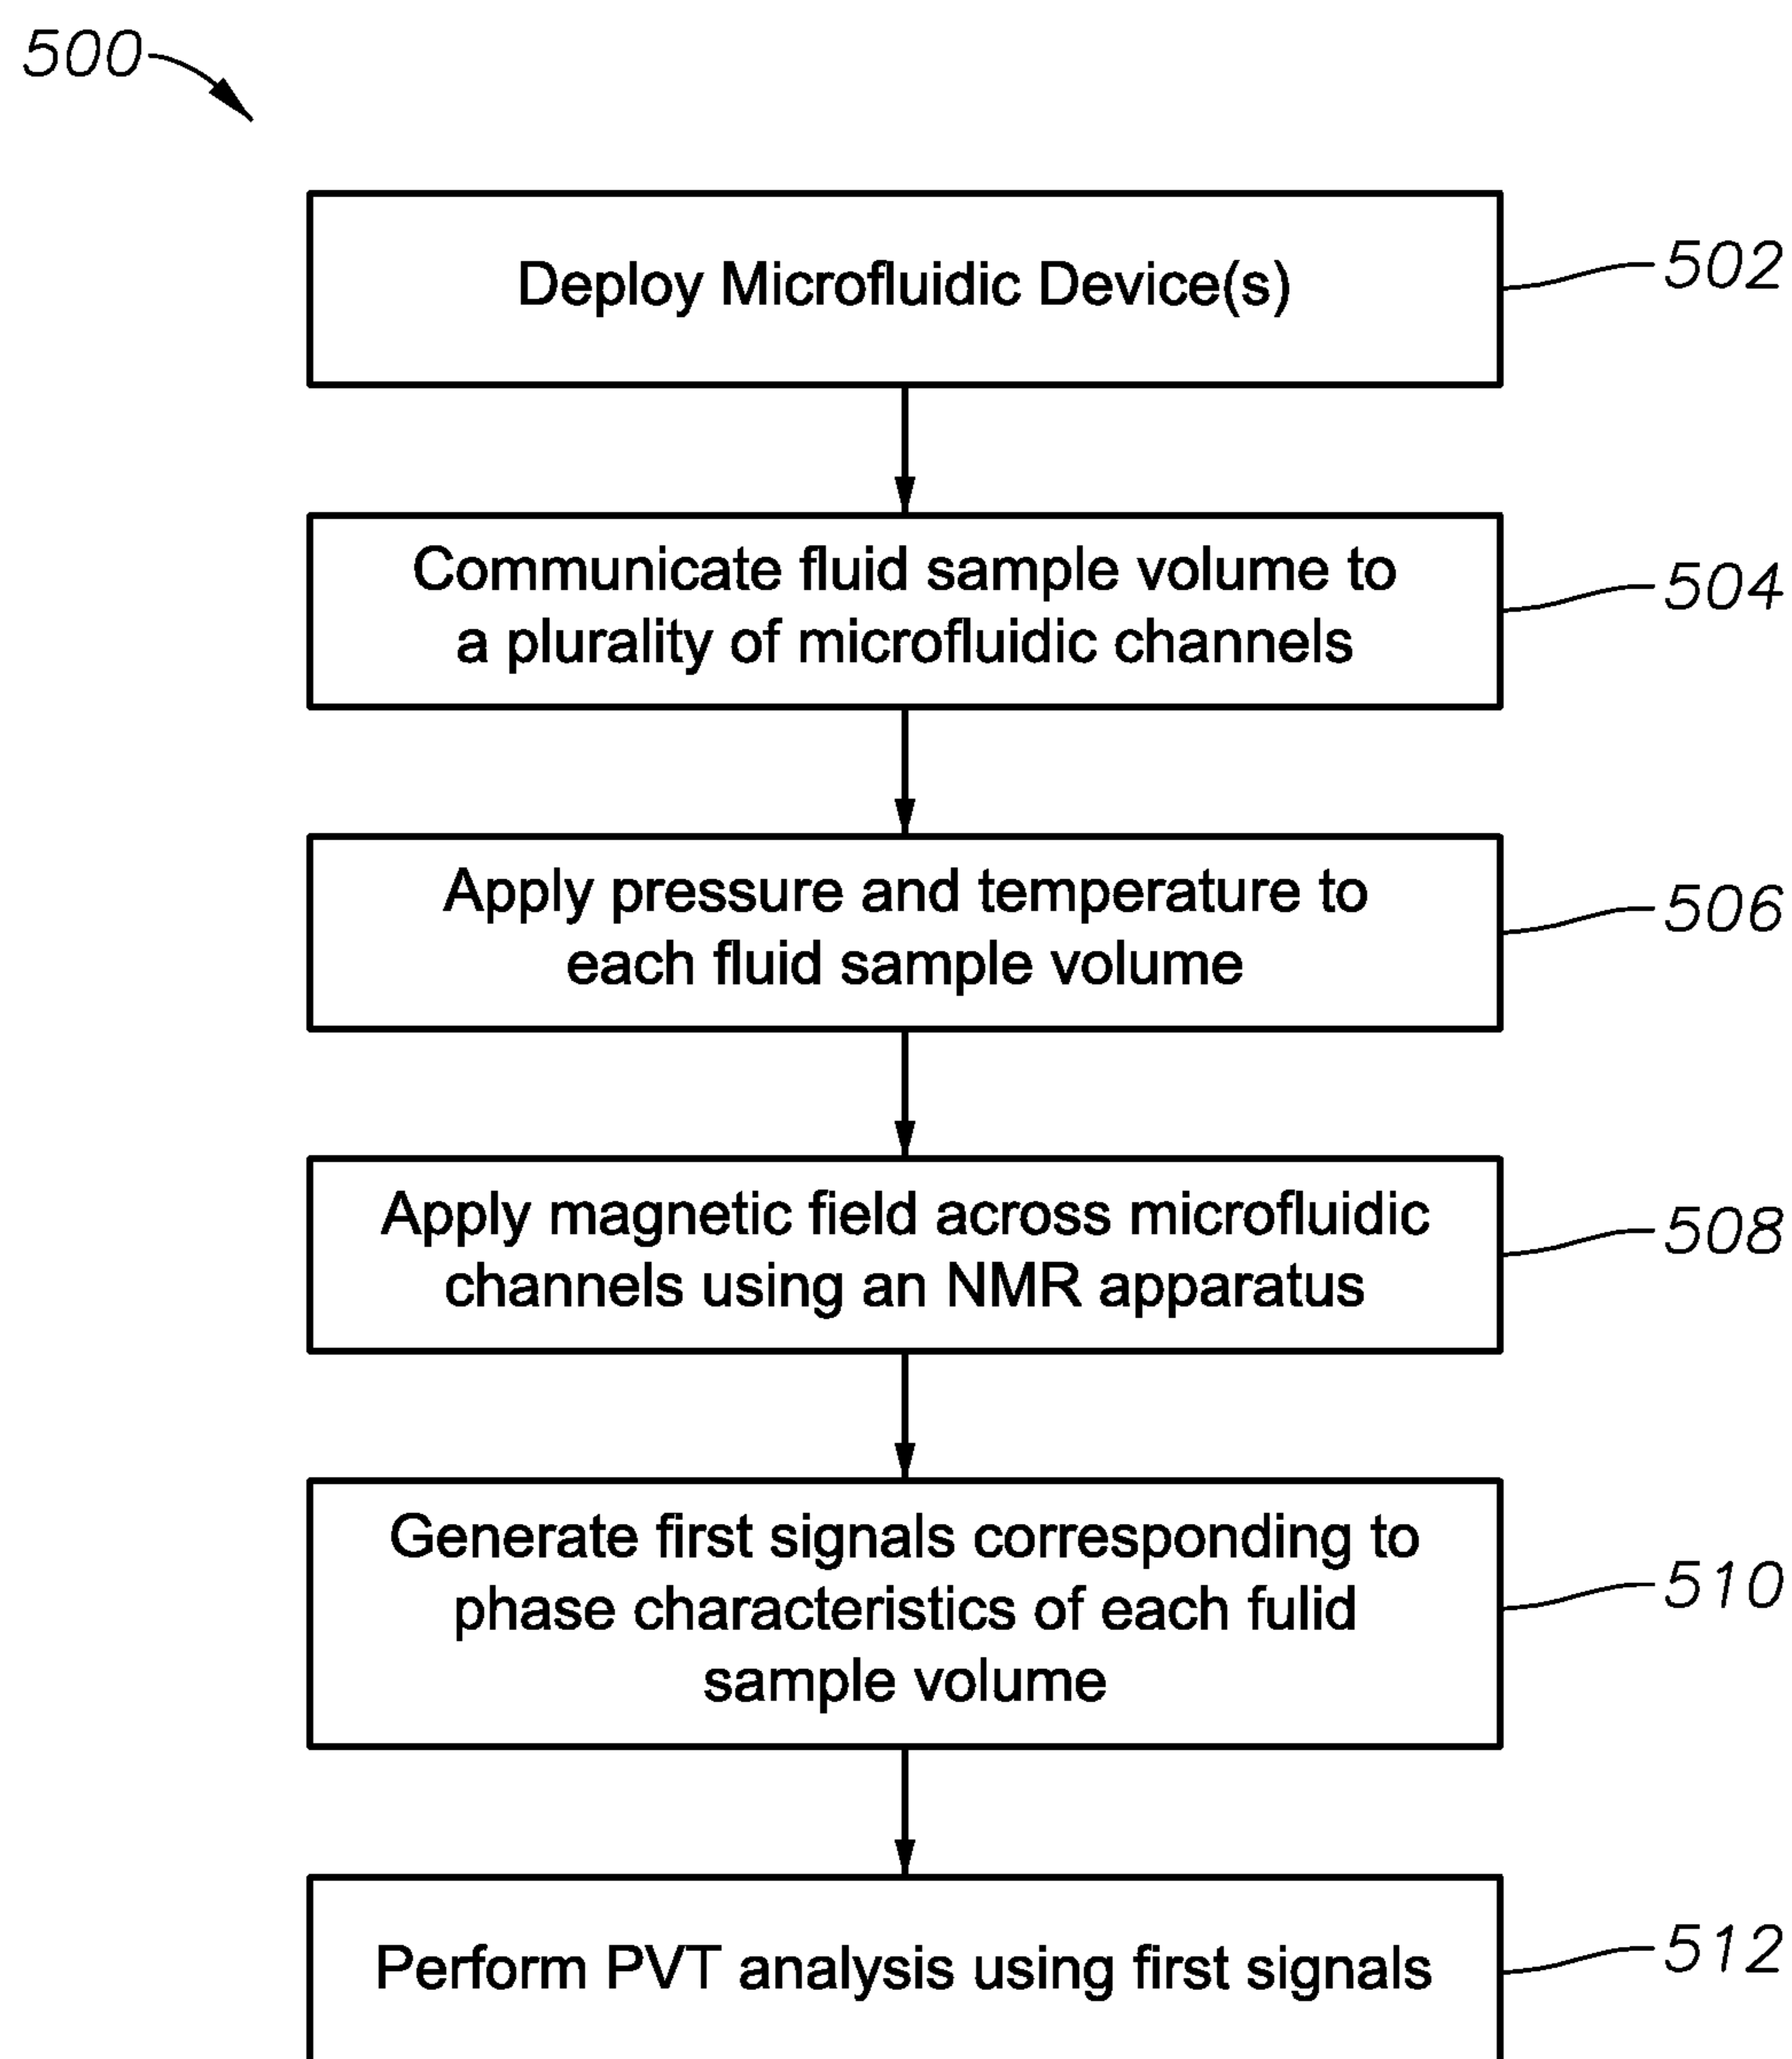 500
Deploy Microfluidic Device(s)
502
Communicate fluid sample volume to
a plurality of microfluidic channels
504
Apply pressure and temperature to
each fluid sample volume
506
Apply magnetic field across microfluidic
channels using an NMR apparatus
508
Generate first signals corresponding to
phase characteristics of each fulid
sample volume
510
Perform PVT analysis using first signals
512